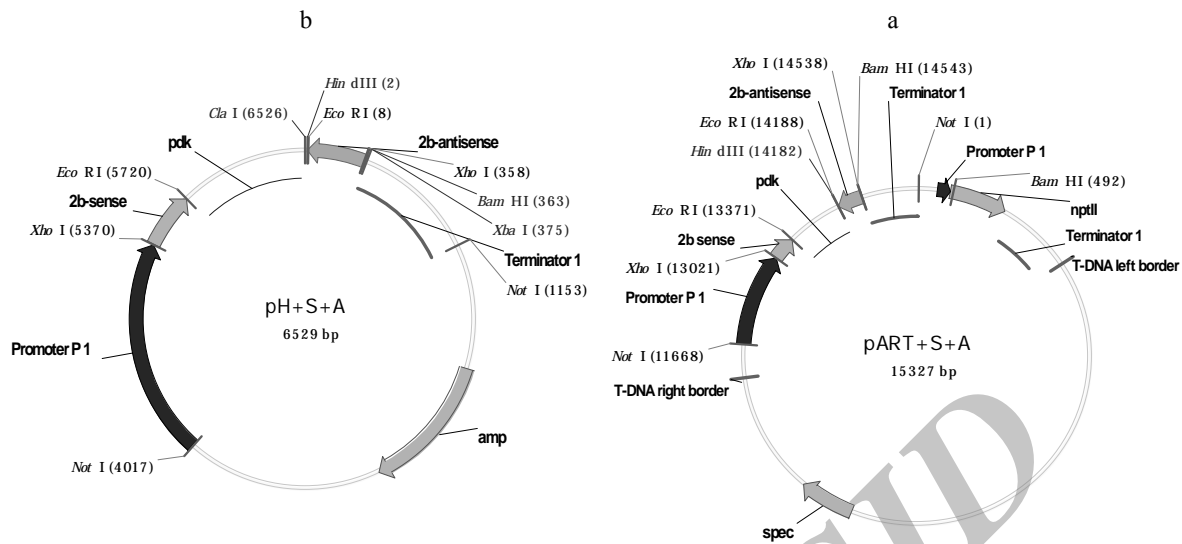 b
Hin dIII (2)
Cla I (6526)
Eco RI (8)
pdk
2b-antisense
Eco RI (5720)
Xho I (358)
2b-sense
Bam HI (363)
Xho I (5370)
Xba I (375)
Terminator 1
Not I (1153)
pH+S+A
6529 bp
Promoter P 1
amp
Not I (4017)
a
Xho I (14538)
Bam HI (14543)
2b-antisense
Terminator 1
Eco RI (14188)
Not I (1)
Hin dIII (14182)
Promoter P 1
pdk
Bam HI (492)
Eco RI (13371)
nptII
2b sense
Terminator 1
Xho I (13021)
T-DNA left border
Promoter P 1
pART+S+A
Not I (11668)
15327 bp
T-DNA right border
spec